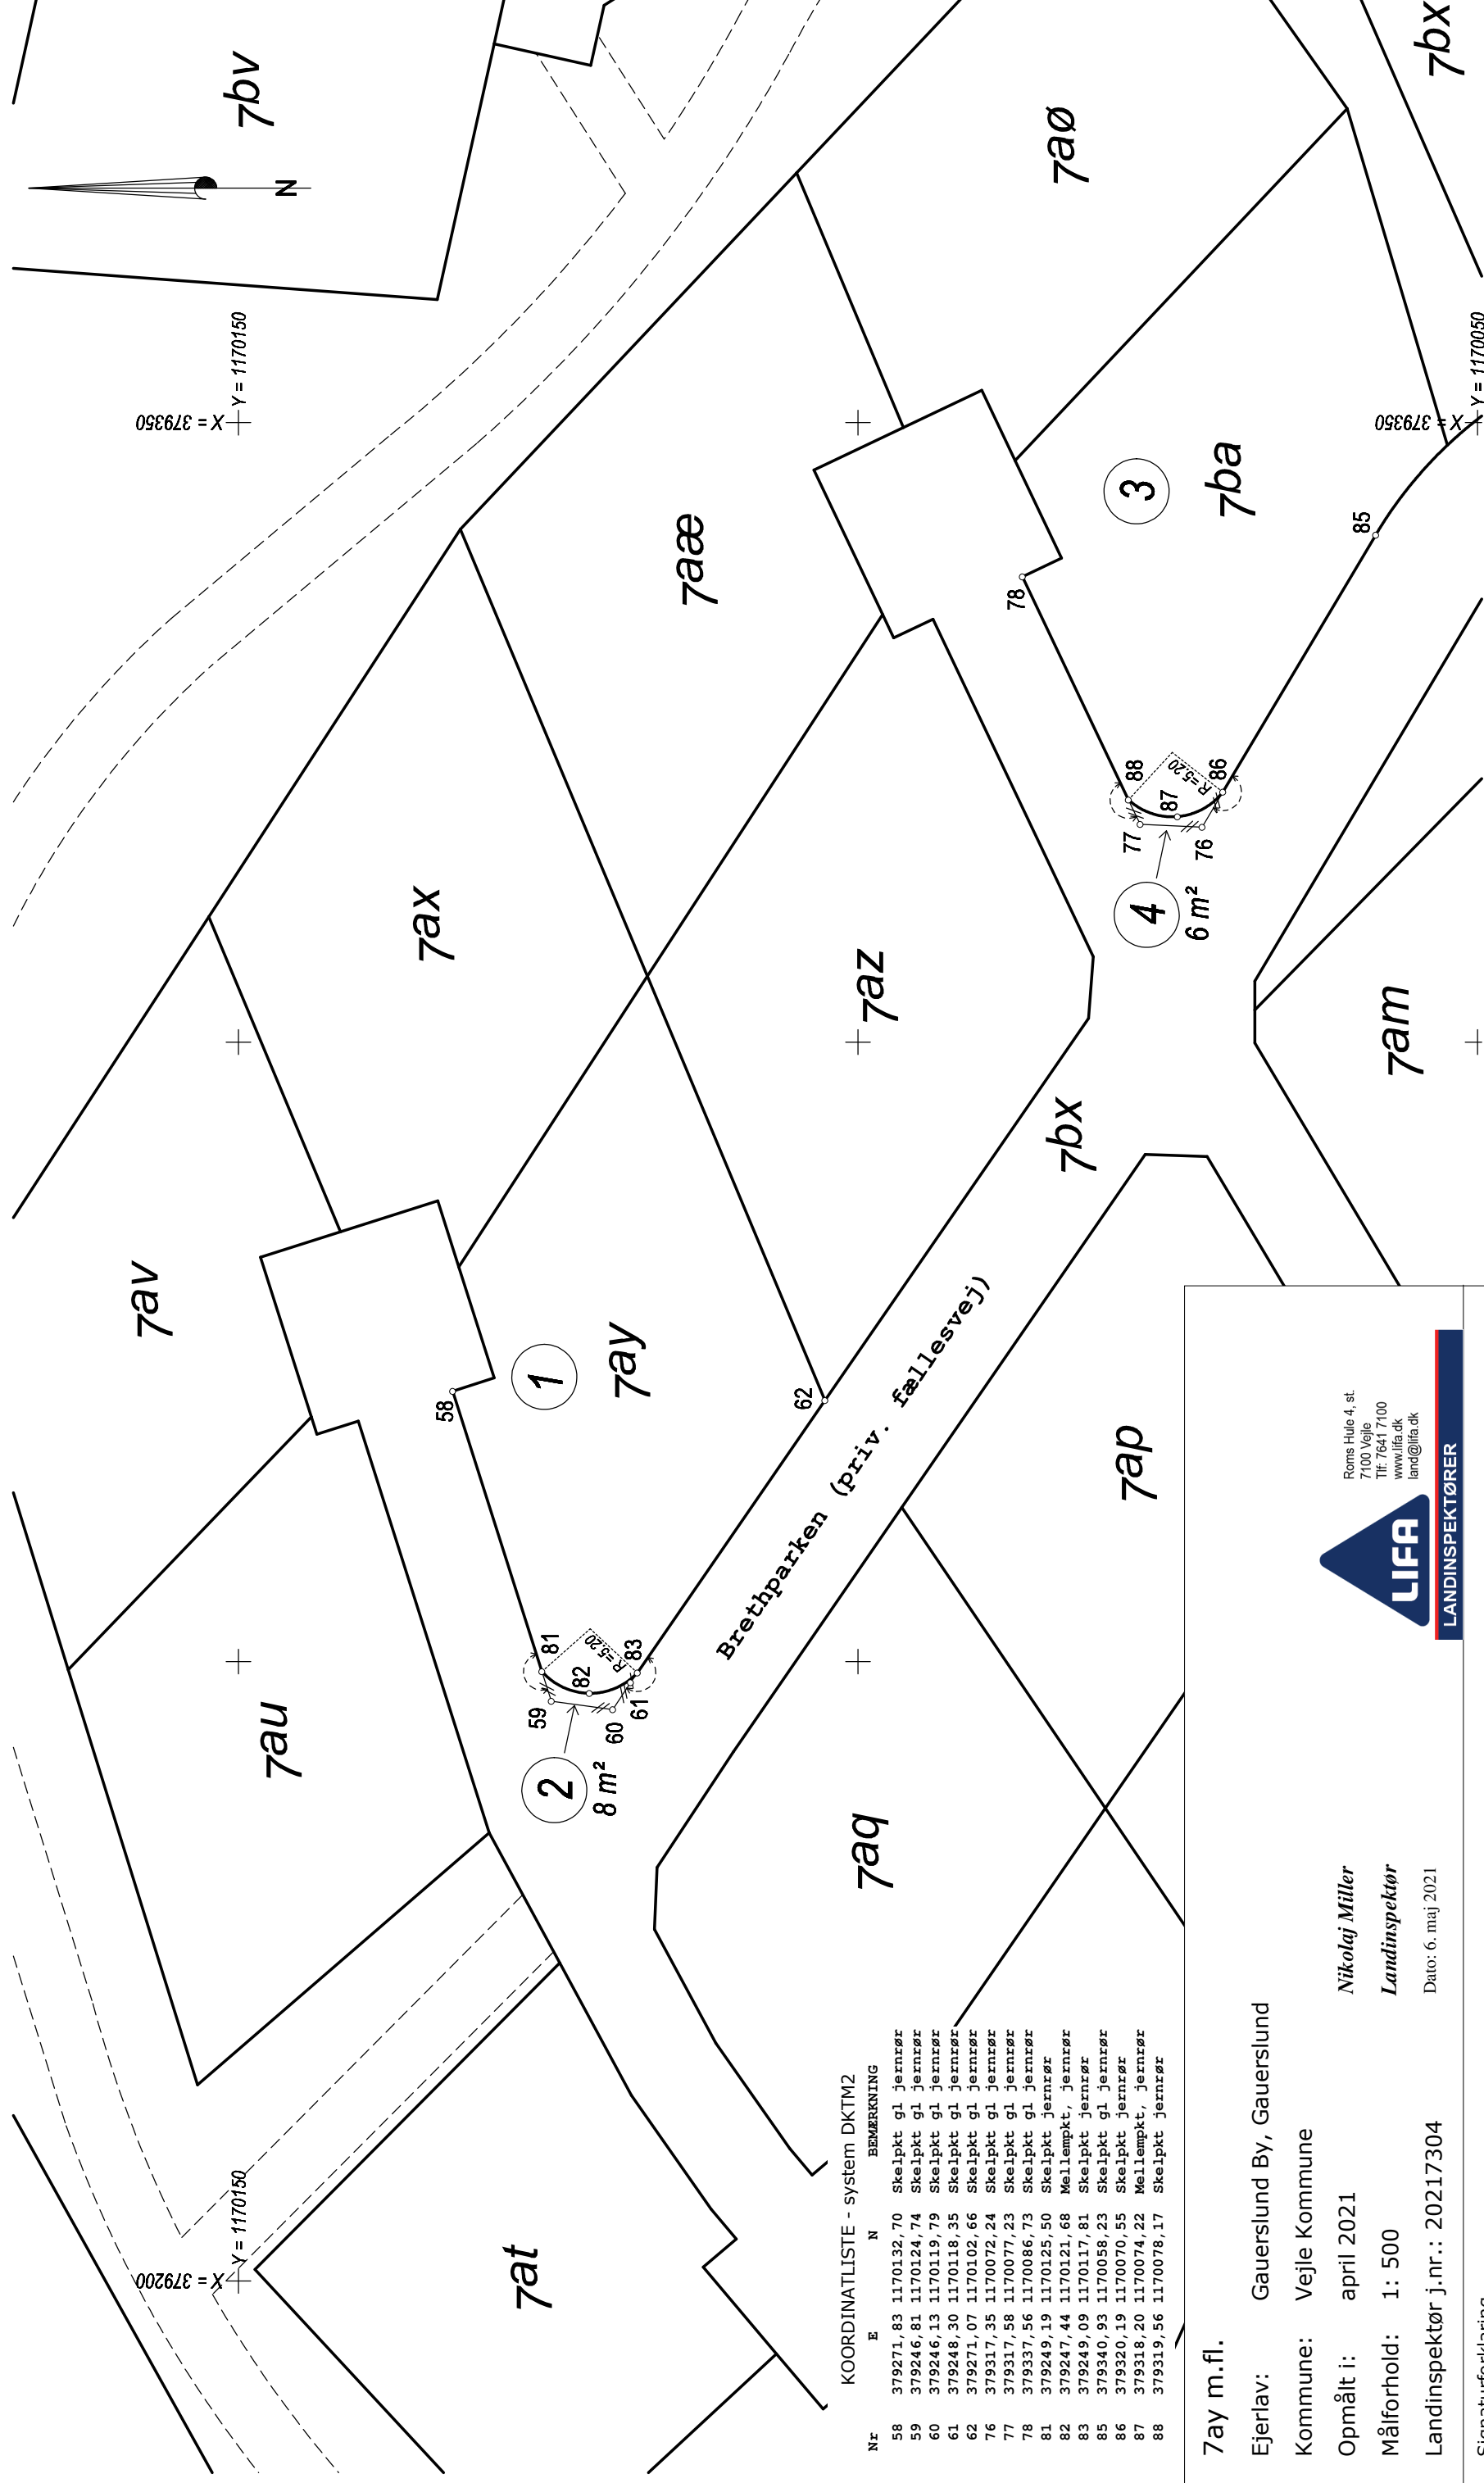 7at
7au
7av
7ax
7ay
7aq
7ap
7az
7aæ
7aø
7ba
7am
7bx
7bx
7bv
N
X = 379200
Y = 1170150
X = 379350
Y = 1170150
X = 379350
Y = 1170050
Brethparken (priv. fællesvej)
1
2
8 m²
3
4
6 m²
58
59
60
61
62
81
82
83
R =5.20
76
77
78
85
86
87
88
R =5.20
KOORDINATLISTE - system DKTM2
Nr E N BEMÆRKNING
58 379271,83 1170132,70 Skelpkt gl jernrør
59 379246,81 1170124,74 Skelpkt gl jernrør
60 379246,13 1170119,79 Skelpkt gl jernrør
61 379248,30 1170118,35 Skelpkt gl jernrør
62 379271,07 1170102,66 Skelpkt gl jernrør
76 379317,35 1170072,24 Skelpkt gl jernrør
77 379317,58 1170077,23 Skelpkt gl jernrør
78 379337,56 1170086,73 Skelpkt gl jernrør
81 379249,19 1170125,50 Skelpkt jernrør
82 379247,44 1170121,68 Mellempkt, jernrør
83 379249,09 1170117,81 Skelpkt jernrør
85 379340,93 1170058,23 Skelpkt gl jernrør
86 379320,19 1170070,55 Skelpkt jernrør
87 379318,20 1170074,22 Mellempkt, jernrør
88 379319,56 1170078,17 Skelpkt jernrør
7ay m.fl.
Ejerlav: Gauerslund By, Gauerslund
Kommune: Vejle Kommune
Opmålt i: april 2021
Målforhold: 1: 500
Landinspektør j.nr.: 20217304
Nikolaj Miller
Landinspektør
Dato: 6. maj 2021
LIFA
LANDINSPEKTØRER
Roms Hule 4, st.
7100 Vejle
Tlf: 7641 7100
www.lifa.dk
land@lifa.dk
Signaturforklaring